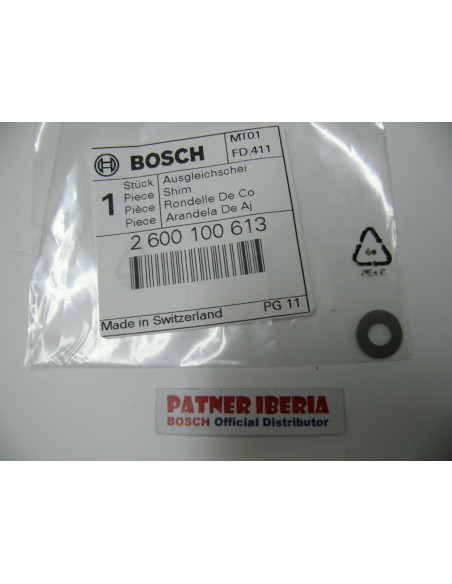 MT01
BOSCH
FD:411
1
Stück
Piece
Pièce
Piece
Ausgleichschei
Shim
Rondelle De Co
Arandela De Aj
2 600 100 613
Made in Switzerland
PG 11
PATNER IBERIA
BOSCH Official Distributor